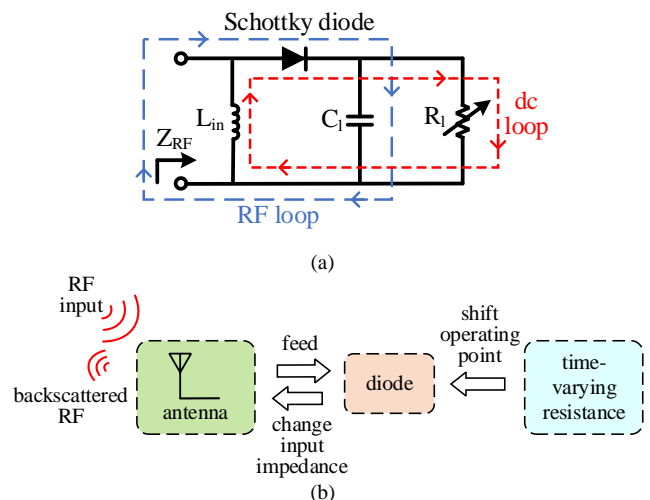 Schottky diode
L_in
C_l
R_l
dc
loop
Z_RF
RF loop
(a)
RF
input
backscattered
RF
antenna
feed
change
input
impedance
diode
shift
operating
point
time-
varying
resistance
(b)